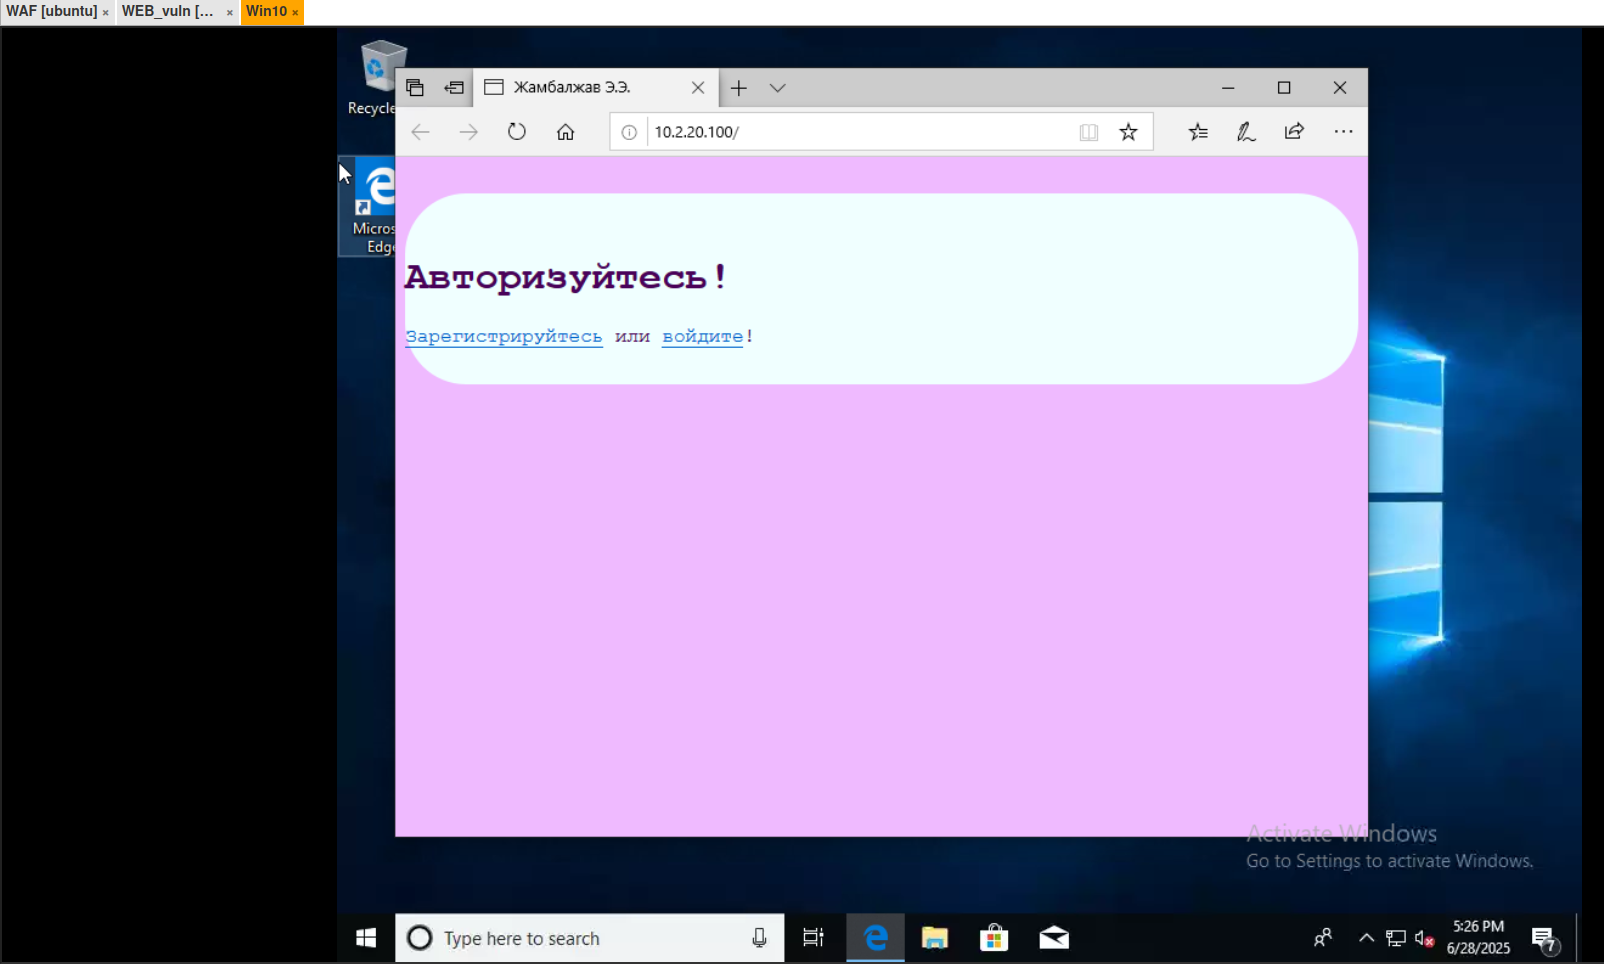 WAF [ubuntu] ×
WEB_vuln [... ×
Win10 ×
Recycle
Жамбалжав Э.Э.
10.2.20.100/
Micros
Edge
Авторизуйтесь!
Зарегистрируйтесь или войдите!
Activate Windows
Go to Settings to activate Windows.
Type here to search
5:26 PM
6/28/2025
7